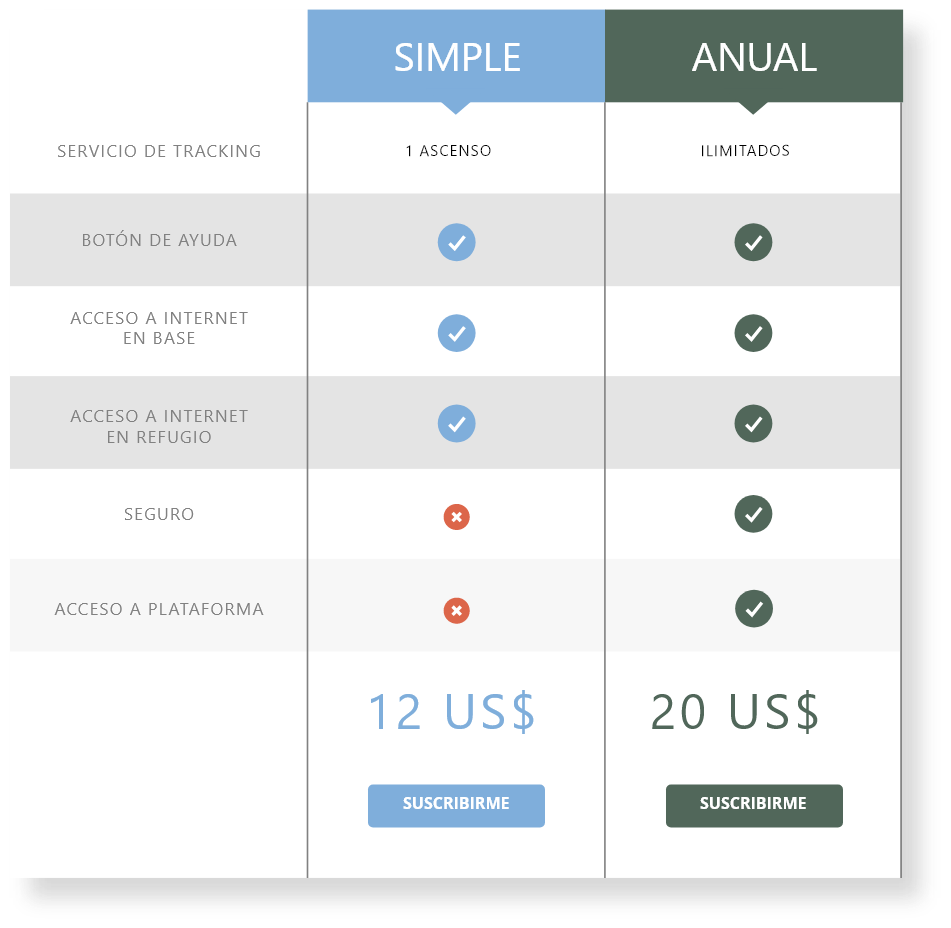 SIMPLE
ANUAL
SERVICIO DE TRACKING
1 ASCENSO
ILIMITADOS
BOTÓN DE AYUDA
ACCESO A INTERNET
EN BASE
ACCESO A INTERNET
EN REFUGIO
SEGURO
ACCESO A PLATAFORMA
12 US$
20 US$
SUSCRIBIRME
SUSCRIBIRME